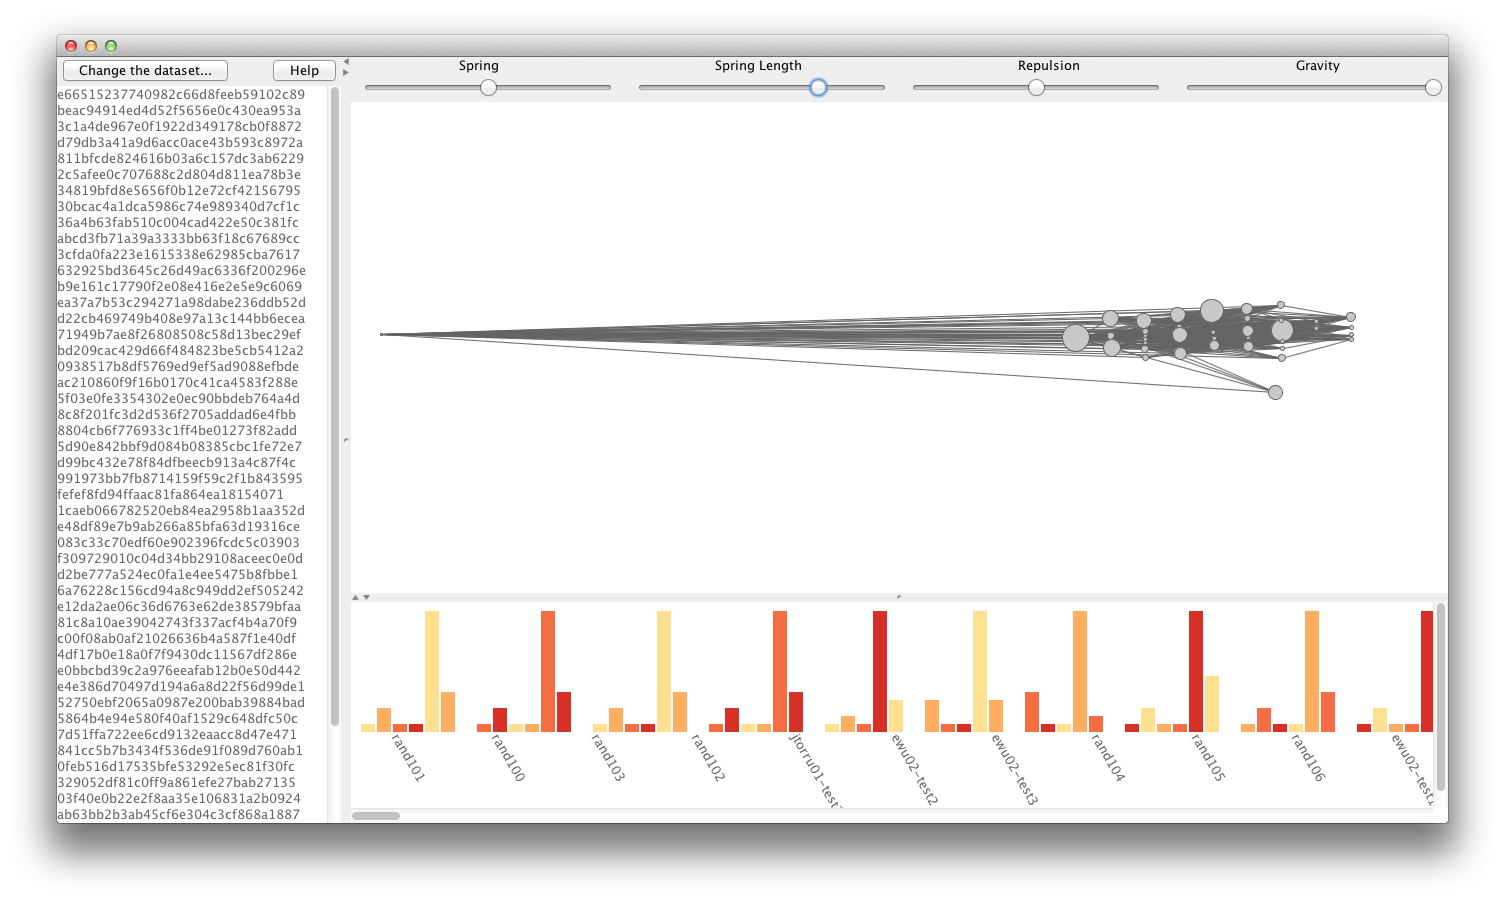 Change the dataset...
Help
Spring
Spring Length
Repulsion
Gravity
e66515237740982c66d8feeb59102c89
beac94914ed4d52f5656e0c430ea953a
3c1a4de967e0f1922d349178cb0f8872
d79db3a41a9d6acc0ace43b593c8972a
811bfcde824616b03a6c157dc3ab6229
2c5afee0c707688c2d804d811ea78b3e
34819bfd8e5656f0b12e72cf42156795
30bcac4a1dca5986c74e989340d7cf1c
36a4b63fab510c004cad422e50c381fc
abcd3fb71a39a3333bb63f18c67689cc
3cfda0fa223e1615338e62985cba7617
632925bd3645c26d49ac6336f200296e
b9e161c17790f2e08e416e2e5e9c6069
ea37a7b53c294271a98dabe236ddb52d
d22cb469749b408e97a13c144bb6ecea
71949b7ae8f26808508c58d13bec29ef
bd209cac429d66f484823be5cb5412a2
0938517b8df5769ed9ef5ad9088efbde
ac210860f9f16b0170c41ca4583f288e
5f03e0fe3354302e0ec90bbdeb764a4d
8c8f201fc3d2d536f2705addad6e4fbb
8804cb6f776933c1ff4be01273f82add
5d90e842bbf9d084b08385cbc1fe72e7
d99bc432e78f84dfbeecb913a4c87f4c
991973bb7fb8714159f59c2f1b843595
fefef8fd94ffaac81fa864ea18154071
1caeb066782520eb84ea2958b1aa352d
e48df89e7b9ab266a85bfa63d19316ce
083c33c70edf60e902396fcdc5c03903
f309729010c04d34bb29108aceec0e0d
d2be777a524ec0fa1e4ee5475b8fbbe1
6a76228c156cd94a8c949dd2ef505242
e12da2ae06c36d6763e62de38579bfaa
81c8a10ae39042743f337acf4b4a70f9
c00f08ab0af21026636b4a587f1e40df
4df17b0e18a0f7f9430dc11567df286e
e0bbcbd39c2a976eeafab12b0e50d442
e4e386d70497d194a6a8d22f56d99de1
52750ebf2065a0987e200bab39884bad
5864b4e94e580f40af1529c648dfc50c
7d51ffa722ee6cd9132eaacc8d47e471
841cc5b7b3434f536de91f089d760ab1
0feb516d17535bfe53292e5ec81f30fc
329052df81c0ff9a861efe27bab27135
03f40e0b22e2f8aa35e106831a2b0924
ab63bb2b3ab45cf6e304c3cf868a1887
rand101
rand100
rand103
rand102
jtorru01-test
ewu02-test2
ewu02-test3
rand104
rand105
rand106
ewu02-test1